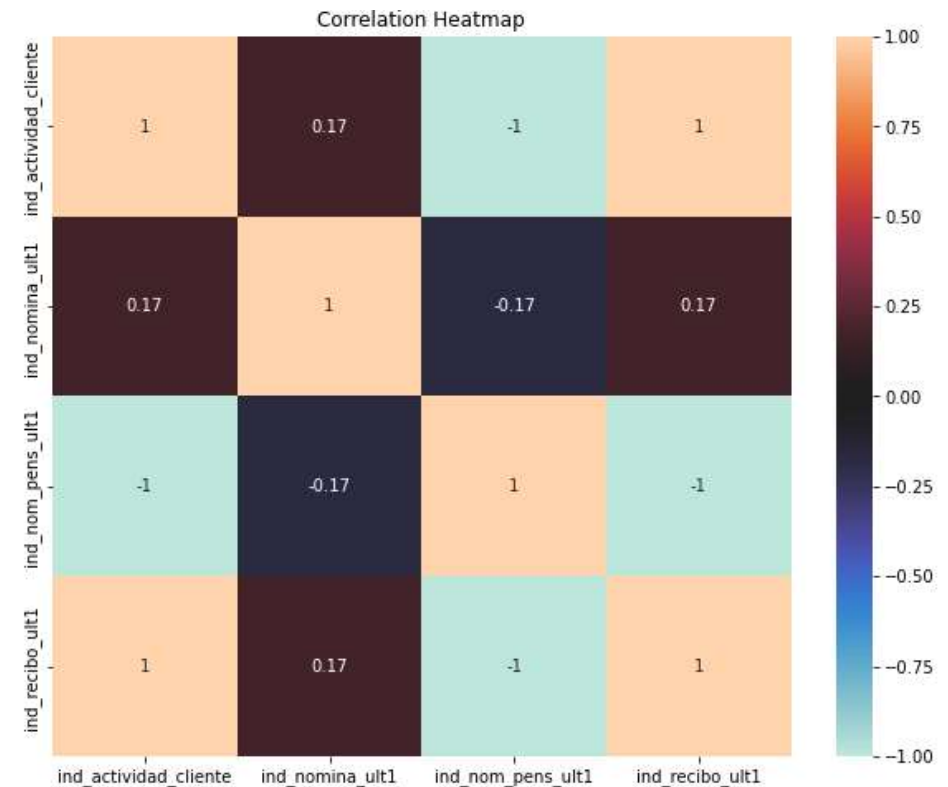 Correlation Heatmap
ind_actividad_cliente
1 0.17 -1 1
ind_nomina_ult1
0.17 1 -0.17 0.17
ind_nom_pens_ult1
-1 -0.17 1 -1
ind_recibo_ult1
1 0.17 -1 1
ind_actividad_cliente ind_nomina_ult1 ind_nom_pens_ult1 ind_recibo_ult1
1.00
0.75
0.50
0.25
0.00
−0.25
−0.50
−0.75
−1.00